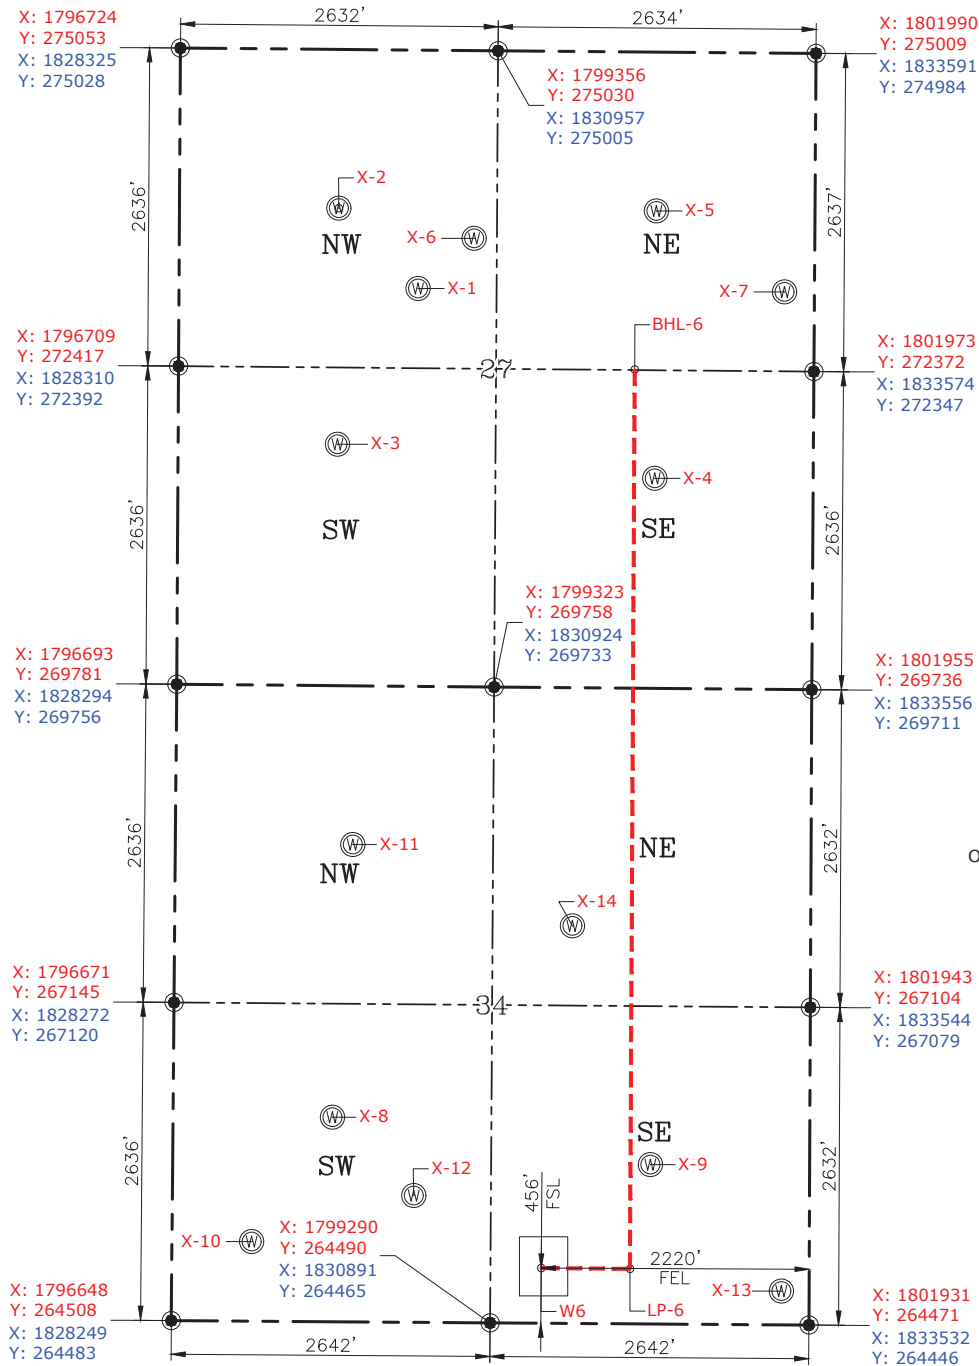 2632'
2634'
X: 1796724
Y: 275053
X: 1828325
Y: 275028
X: 1801990
Y: 275009
X: 1833591
Y: 274984
X: 1799356
Y: 275030
X: 1830957
Y: 275005
2636'
2637'
X-2
X-5
X-6
NW
NE
X-1
X-7
BHL-6
X: 1796709
Y: 272417
X: 1828310
Y: 272392
27
X: 1801973
Y: 272372
X: 1833574
Y: 272347
X-3
X-4
2636'
2636'
SW
SE
X: 1799323
Y: 269758
X: 1830924
Y: 269733
X: 1796693
Y: 269781
X: 1828294
Y: 269756
X: 1801955
Y: 269736
X: 1833556
Y: 269711
2636'
2632'
X-11
NW
NE
O
X-14
X: 1796671
Y: 267145
X: 1828272
Y: 267120
34
X: 1801943
Y: 267104
X: 1833544
Y: 267079
X-8
SW
SE
X-9
2636'
2632'
X-12
456'
FSL
X-10
X: 1799290
Y: 264490
X: 1830891
Y: 264465
2220'
FEL
W6
LP-6
X-13
X: 1796648
Y: 264508
X: 1828249
Y: 264483
X: 1801931
Y: 264471
X: 1833532
Y: 264446
2642'
2642'
W
W
W
W
W
W
W
W
W
W
W
W
W
W